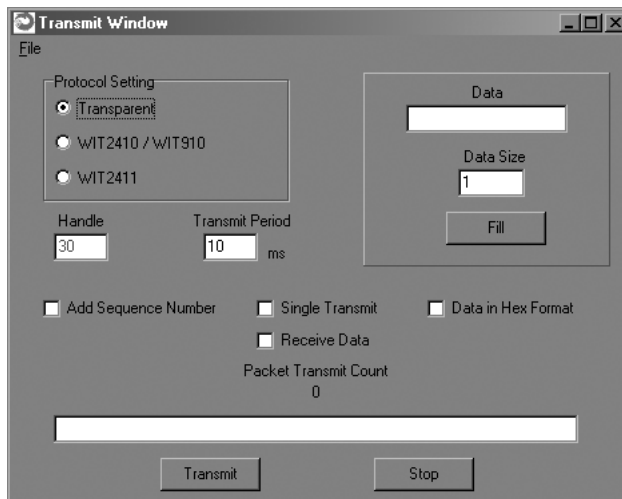 Transmit Window
File
Protocol Setting
Transparent
WIT2410 / WIT910
WIT2411
Data
Data Size
1
Fill
Handle
30
Transmit Period
10 ms
Add Sequence Number
Single Transmit
Data in Hex Format
Receive Data
Packet Transmit Count
0
Transmit
Stop